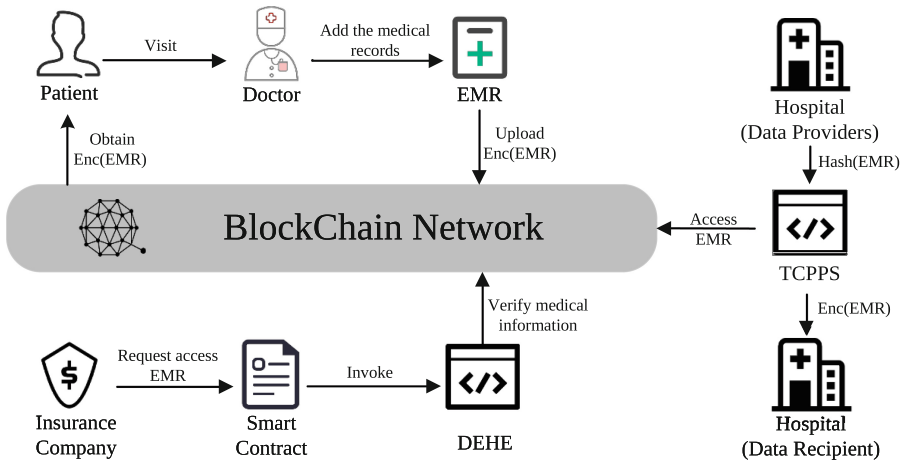 Visit
Add the medical
records
Patient
Doctor
EMR
Hospital
(Data Providers)
Obtain
Enc(EMR)
Upload
Enc(EMR)
Hash(EMR)
BlockChain Network
Access
EMR
TCPPS
Verify medical
information
Enc(EMR)
Request access
EMR
Invoke
Insurance
Company
Smart
Contract
DEHE
Hospital
(Data Recipient)